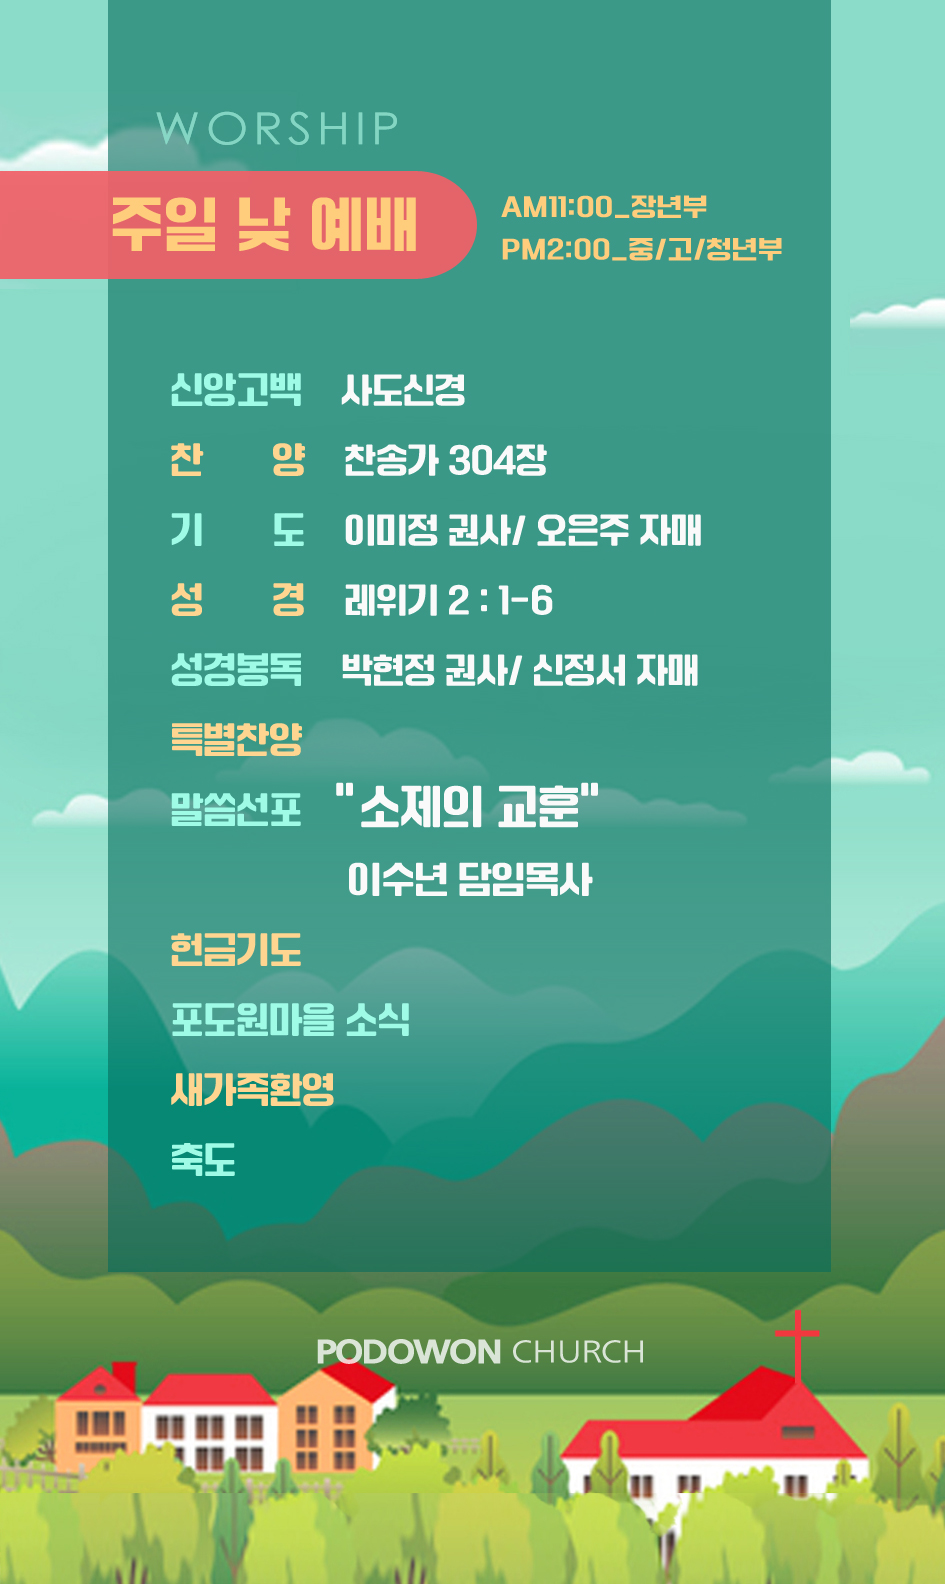 WORSHIP
주일 낮 예배
AM11:00_장년부
PM2:00_중/고/청년부
신앙고백 사도신경
찬 양 찬송가 304장
기 도 이미정 권사/ 오은주 자매
성 경 레위기 2 : 1-6
성경봉독 박현정 권사/ 신정서 자매
특별찬양
말씀선포 "소제의 교훈"
이수년 담임목사
헌금기도
포도원마을 소식
새가족환영
축도
PODOWON CHURCH